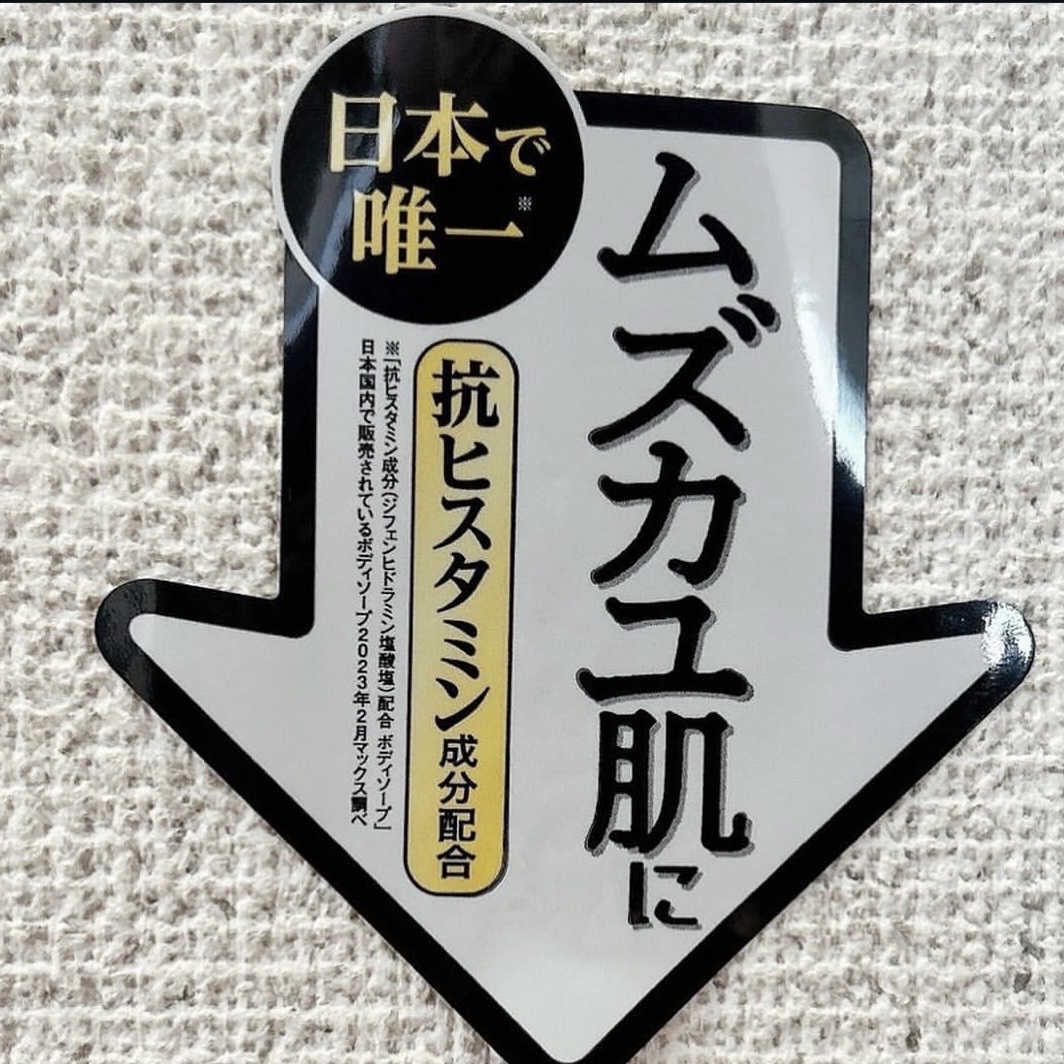 日本で
唯一※
ムズカユ肌に
抗ヒスタミン成分配合
※「抗ヒスタミン成分(ジフェンヒドラミン塩酸塩)配合 ボディソープ」
日本国内で販売されているボディソープ2023年2月マックス調べ